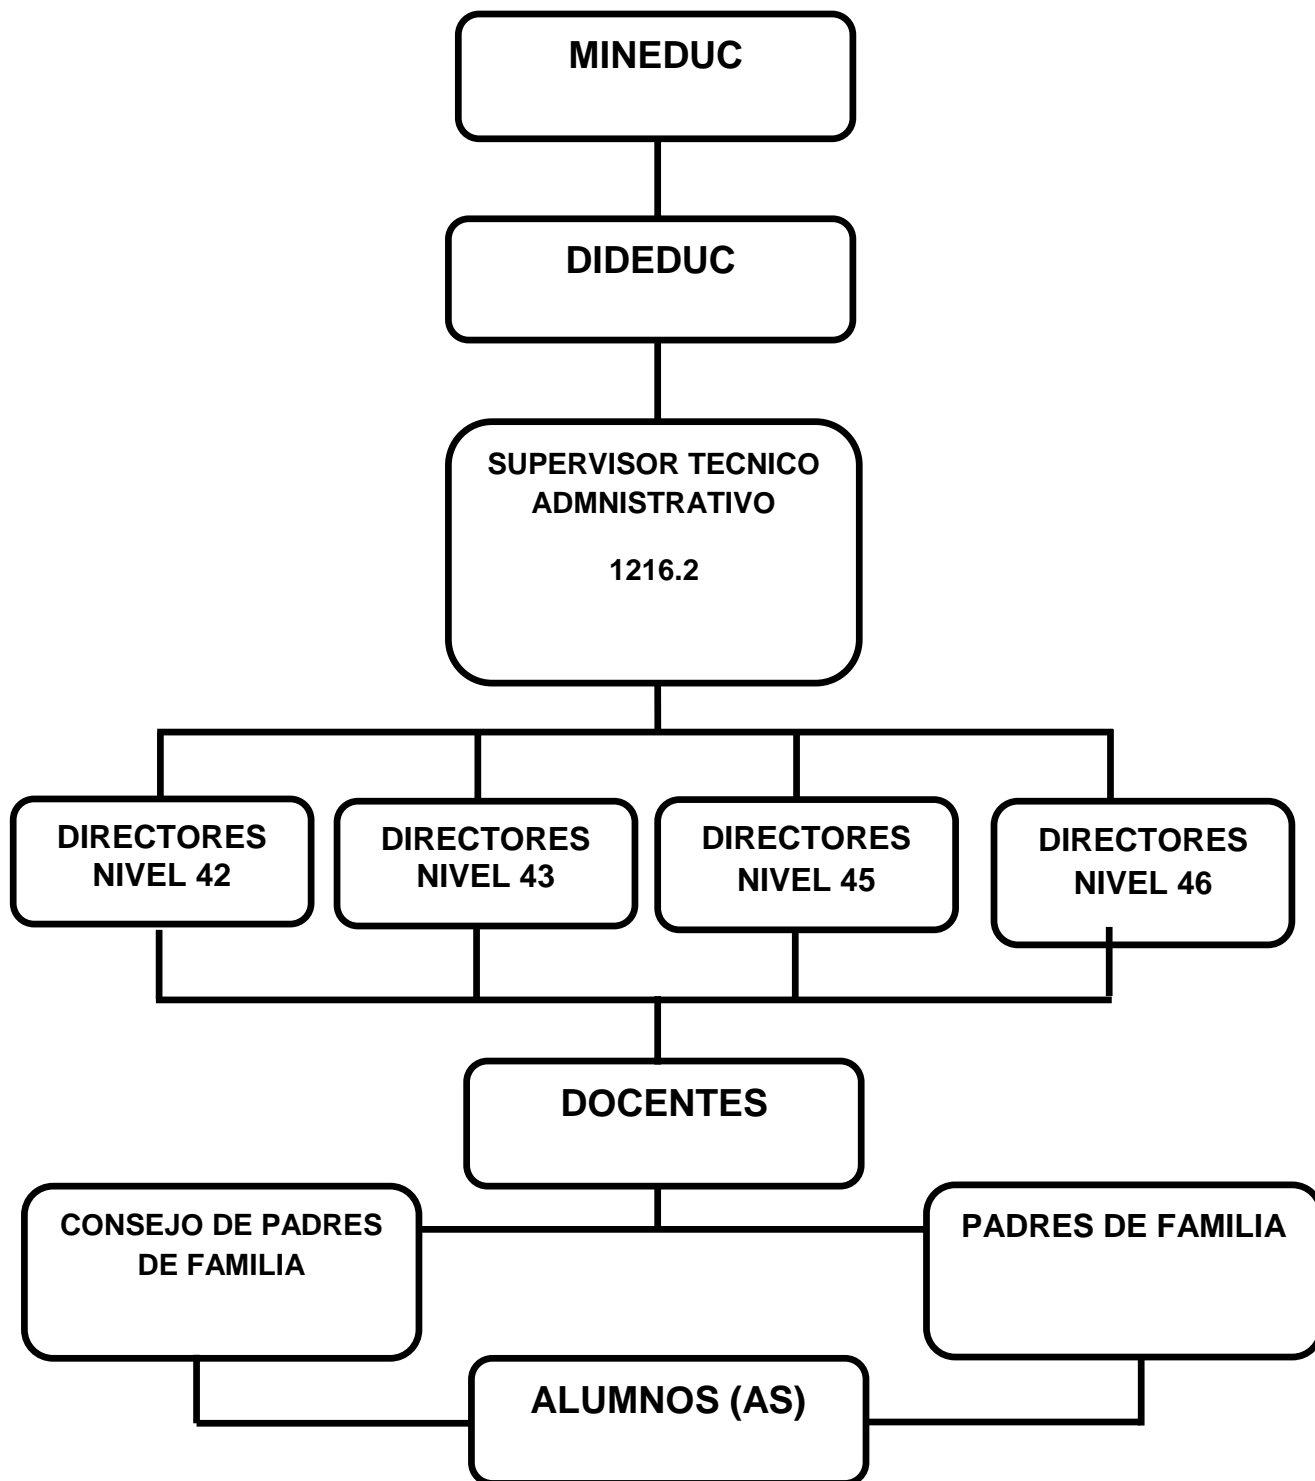 MINEDUC
DIDEDUC
SUPERVISOR TECNICO
ADMNISTRATIVO
1216.2
DIRECTORES
NIVEL 42
DIRECTORES
NIVEL 43
DIRECTORES
NIVEL 45
DIRECTORES
NIVEL 46
DOCENTES
CONSEJO DE PADRES
DE FAMILIA
PADRES DE FAMILIA
ALUMNOS (AS)